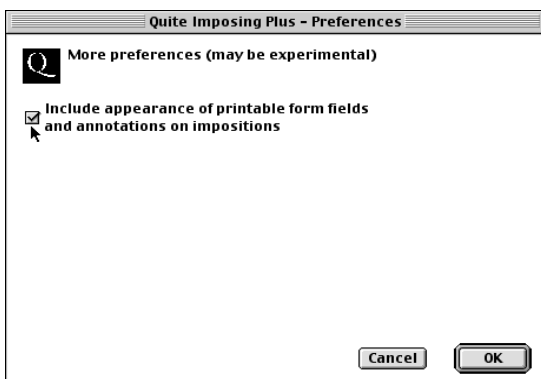 Quite Imposing Plus – Preferences
Q
More preferences (may be experimental)
Include appearance of printable form fields
and annotations on impositions
Cancel
OK